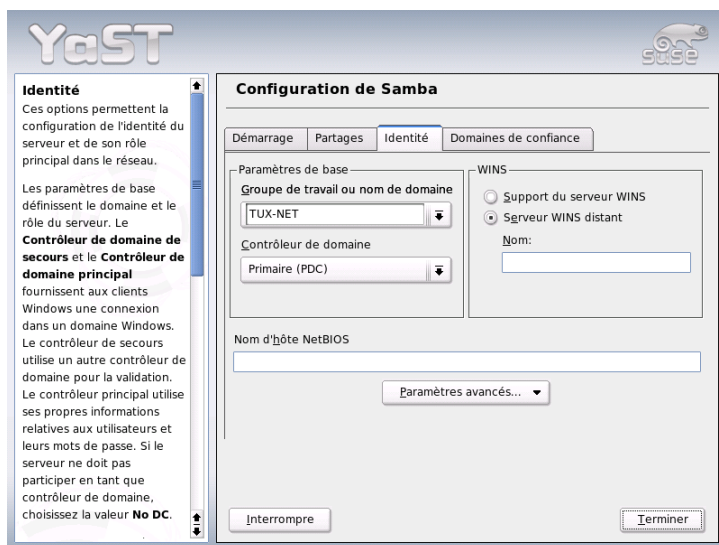 YaST
suse
Identité
Ces options permettent la
configuration de l'identité du
serveur et de son rôle
principal dans le réseau.
Les paramètres de base
définissent le domaine et le
rôle du serveur. Le
Contrôleur de domaine de
secours et le Contrôleur de
domaine principal
fournissent aux clients
Windows une connexion
dans un domaine Windows.
Le contrôleur de secours
utilise un autre contrôleur de
domaine pour la validation.
Le contrôleur principal utilise
ses propres informations
relatives aux utilisateurs et
leurs mots de passe. Si le
serveur ne doit pas
participer en tant que
contrôleur de domaine,
choisissez la valeur No DC.
Configuration de Samba
Démarrage Partages Identité Domaines de confiance
Paramètres de base
Groupe de travail ou nom de domaine
TUX-NET
Contrôleur de domaine
Primaire (PDC)
WINS
Support du serveur WINS
Serveur WINS distant
Nom:
Nom d'hôte NetBIOS
Paramètres avancés...
Interrompre
Terminer